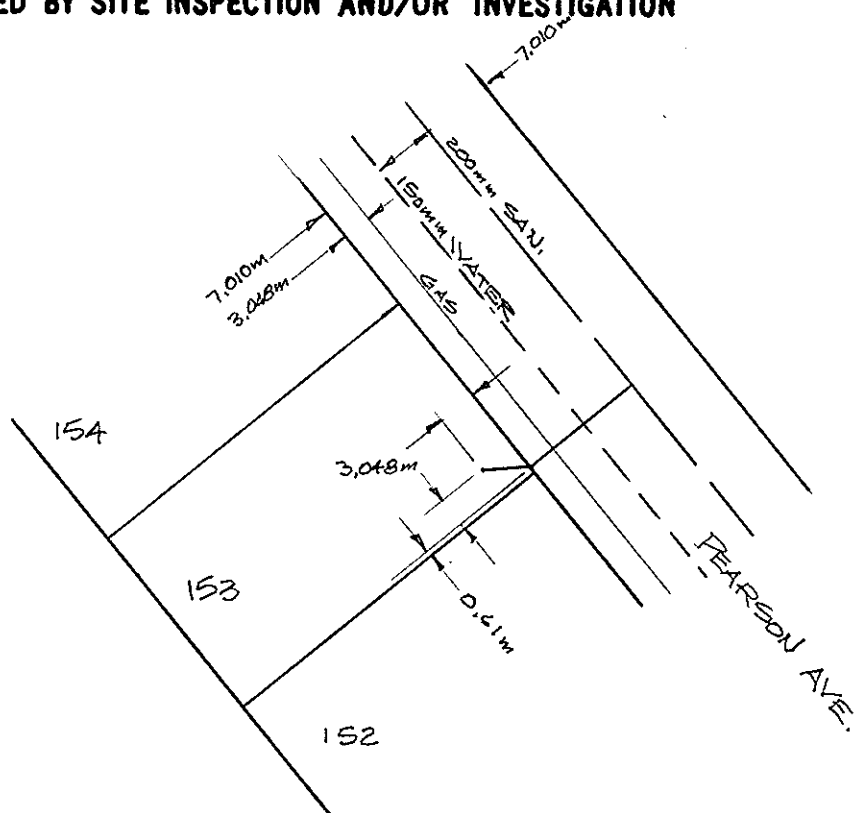 ED BY SITE INSPECTION AND/OR INVESTIGATION
7,010m
200mm SAN.
150mm WATER
GAS
7,010m
3,048m
154
3,048m
153
0,61m
PEARSON AVE.
152